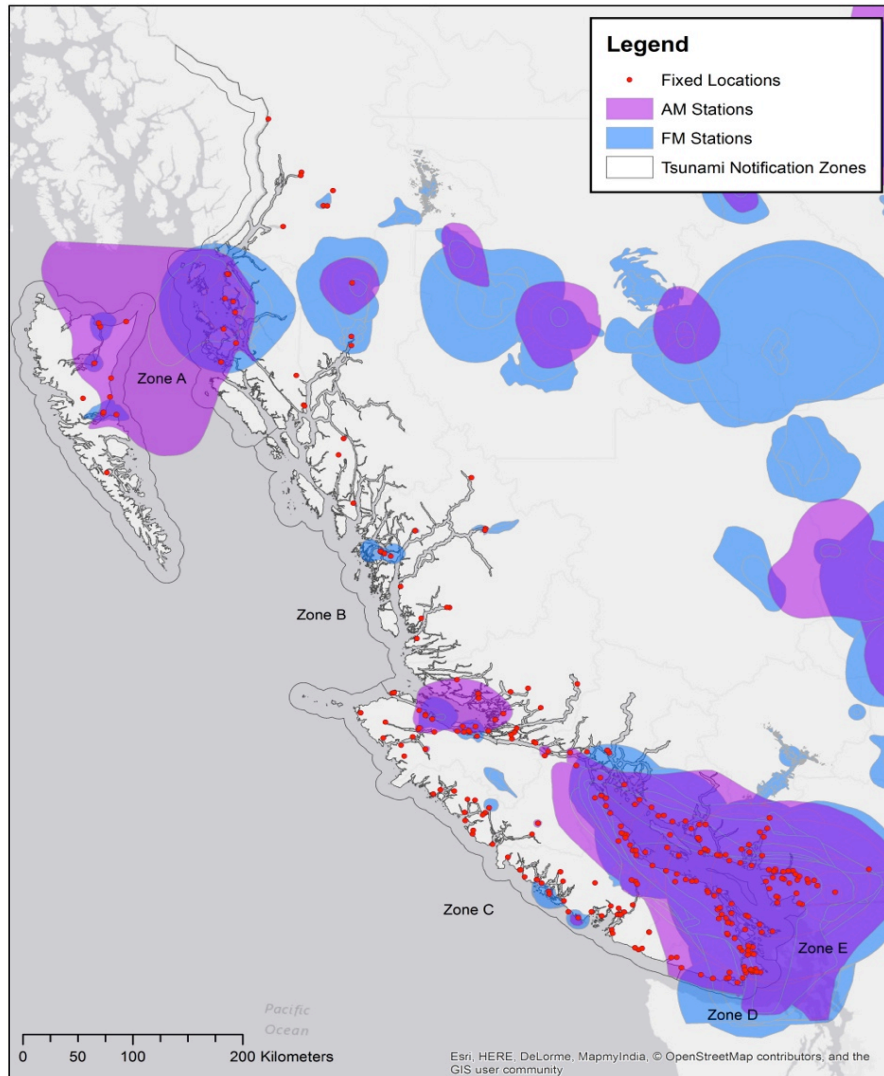 Legend
Fixed Locations
AM Stations
FM Stations
Tsunami Notification Zones
Zone A
Zone B
Zone C
Zone E
Zone D
Pacific
Ocean
0 50 100 200 Kilometers
Esri, HERE, DeLorme, MapmyIndia, © OpenStreetMap contributors, and the
GIS user community